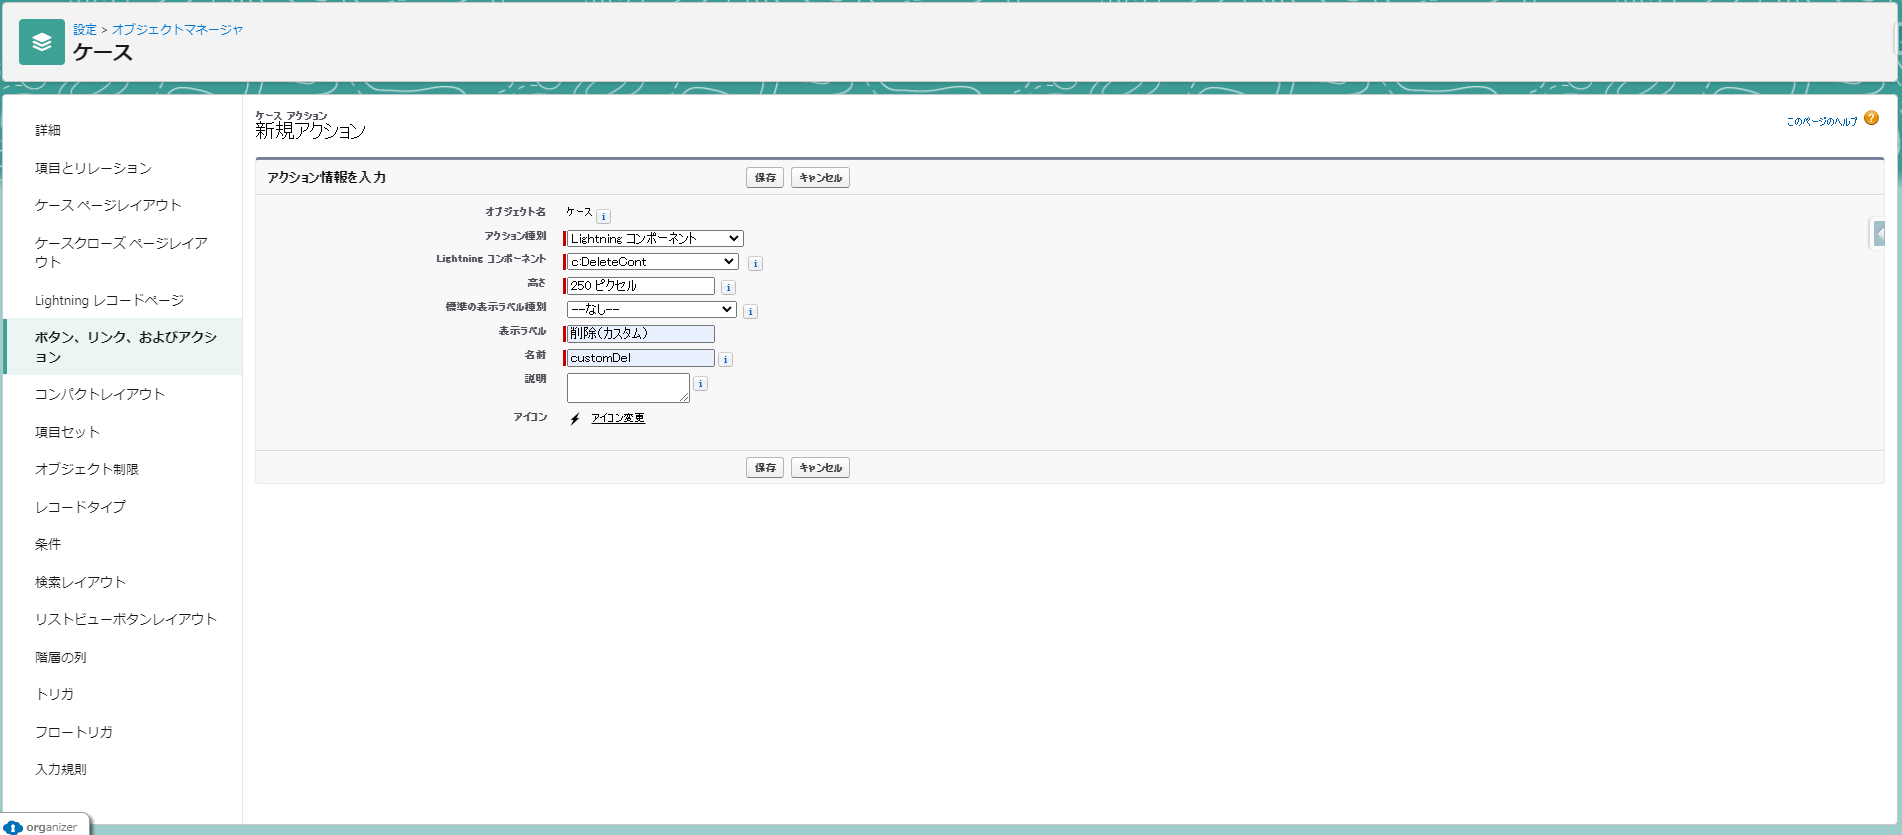 設定 > オブジェクトマネージャ
ケース
詳細
項目とリレーション
ケース ページレイアウト
ケースクローズ ページレイア
ウト
Lightning レコードページ
ボタン、リンク、およびアクシ
ョン
コンパクトレイアウト
項目セット
オブジェクト制限
レコードタイプ
条件
検索レイアウト
リストビューボタンレイアウト
階層の列
トリガ
フロートリガ
入力規則
organizer
ケース アクション
新規アクション
このページのヘルプ ?
アクション情報を入力 保存 キャンセル
オブジェクト名 ケース i
アクション種別 Lightning コンポーネント
Lightning コンポーネント c:DeleteCont i
高さ 250 ピクセル i
標準の表示ラベル種別 --なし-- i
表示ラベル 削除(カスタム)
名前 customDel i
説明 i
アイコン アイコン変更
保存 キャンセル